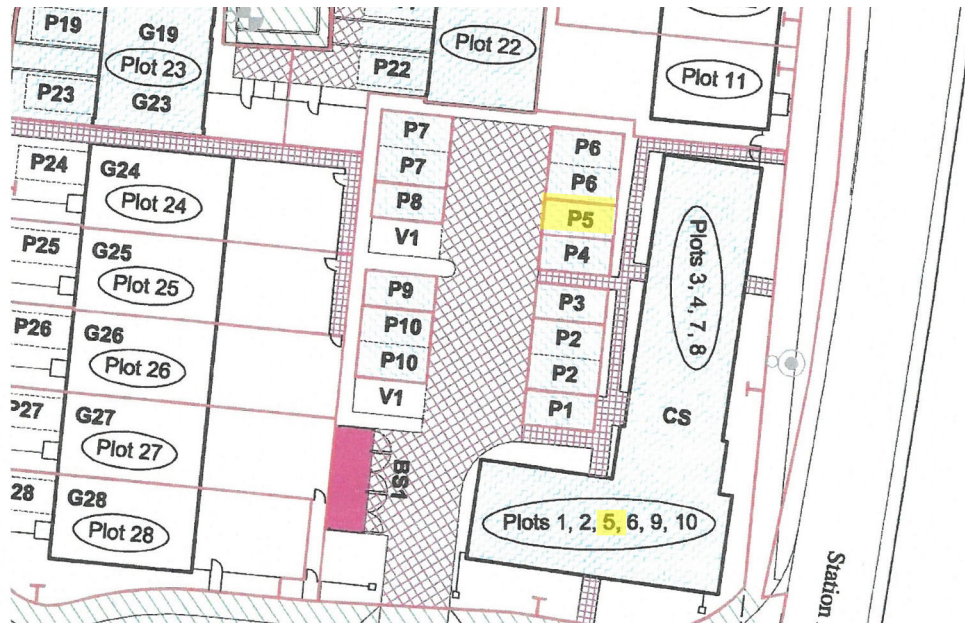 P19
G19
Plot 23
P23
G23
P22
Plot 22
Plot 11
P24
G24
Plot 24
P25
G25
Plot 25
P26
G26
Plot 26
P27
G27
Plot 27
28
G28
Plot 28
P7
P7
P8
V1
P9
P10
P10
V1
BS1
P6
P6
P5
P4
P3
P2
P2
P1
Plots 3, 4, 7, 8
CS
Plots 1, 2, 5, 6, 9, 10
Station